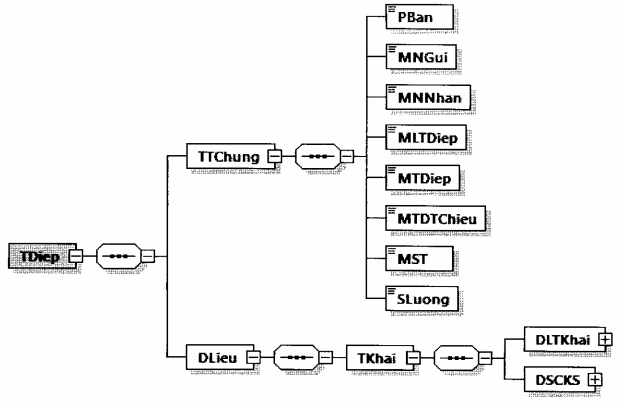 PBan
MNGui
MNNhan
MLTDiep
TTChung
MTDiep
MTDTChieu
TDiep
MST
SLuong
DLieu
TKhai
DLTKhai
DSCKS